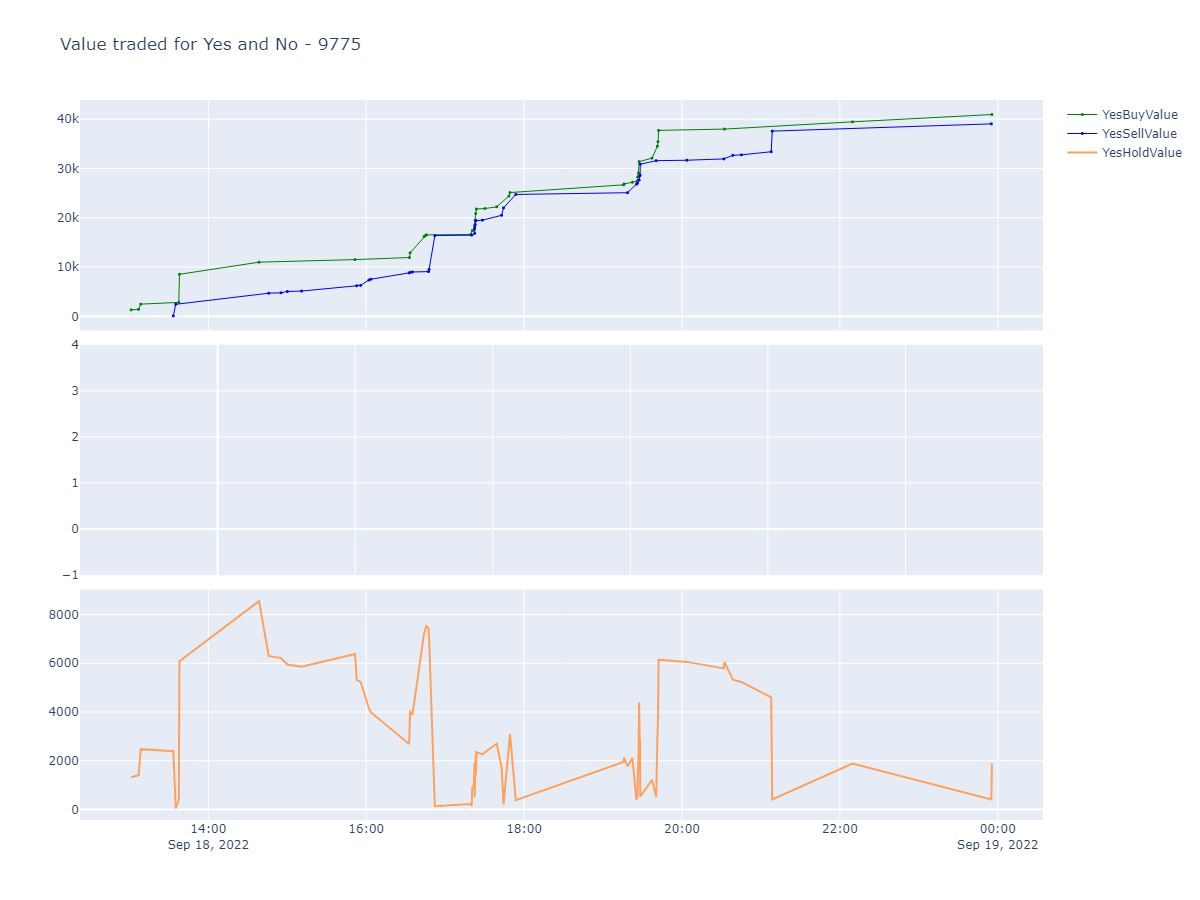 Value traded for Yes and No - 9775
YesBuyValue
YesSellValue
YesHoldValue
40k
30k
20k
10k
0
4
3
2
1
0
−1
8000
6000
4000
2000
0
14:00 16:00 18:00 20:00 22:00 00:00
Sep 18, 2022 Sep 19, 2022